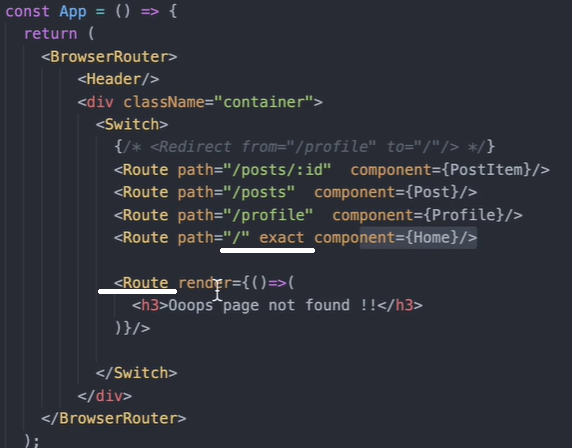 const App = () => {
return (
<BrowserRouter>
<Header/>
<div className="container">
<Switch>
{/* <Redirect from="/profile" to="/"/> */}
<Route path="/posts/:id" component={PostItem}/>
<Route path="/posts" component={Post}/>
<Route path="/profile" component={Profile}/>
<Route path="/" exact component={Home}/>
<Route render={()=>(
<h3>Ooops page not found !!</h3>
)}/>
</Switch>
</div>
</BrowserRouter>
);